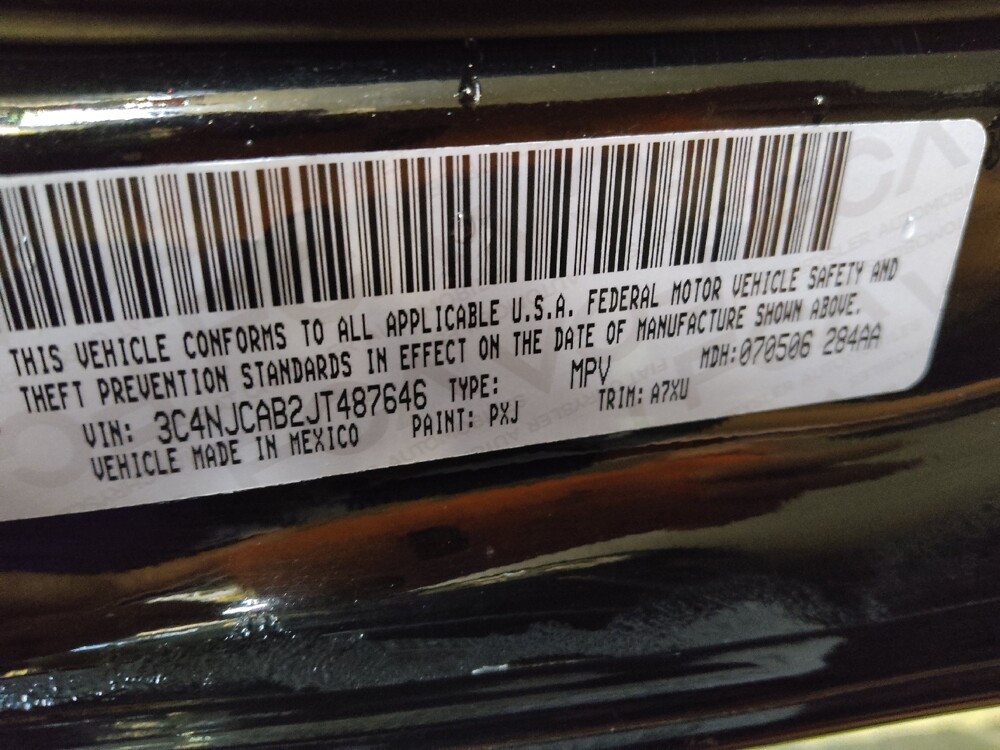 THIS VEHICLE CONFORMS TO ALL APPLICABLE U.S.A. FEDERAL MOTOR VEHICLE SAFETY AND
THEFT PREVENTION STANDARDS IN EFFECT ON THE DATE OF MANUFACTURE SHOWN ABOVE.
VIN: 3C4NJCAB2JT487646 TYPE: MPV MDH:070506 284AA
VEHICLE MADE IN MEXICO PAINT: PXJ TRIM: A7XU